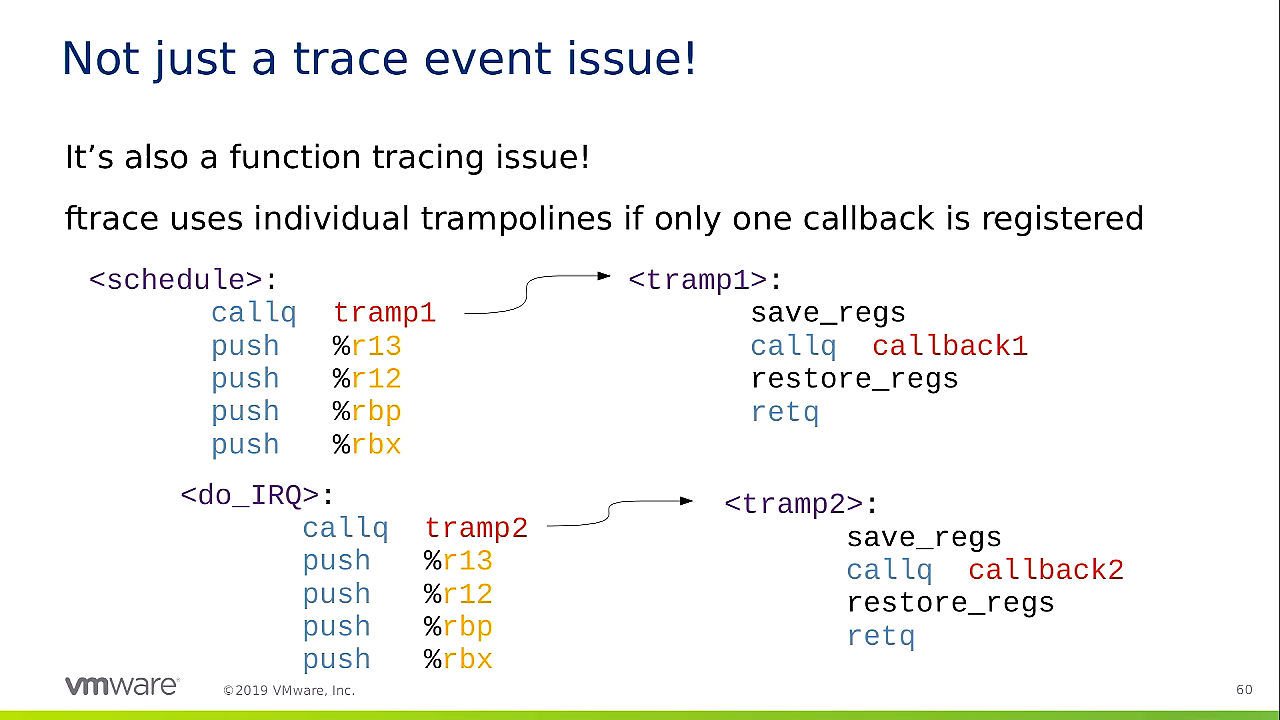 Not just a trace event issue!
It’s also a function tracing issue!
ftrace uses individual trampolines if only one callback is registered
<schedule>:
callq tramp1
push %r13
push %r12
push %rbp
push %rbx
<tramp1>:
save_regs
callq callback1
restore_regs
retq
<do_IRQ>:
callq tramp2
push %r13
push %r12
push %rbp
push %rbx
<tramp2>:
save_regs
callq callback2
restore_regs
retq
vmware
©2019 VMware, Inc.
60